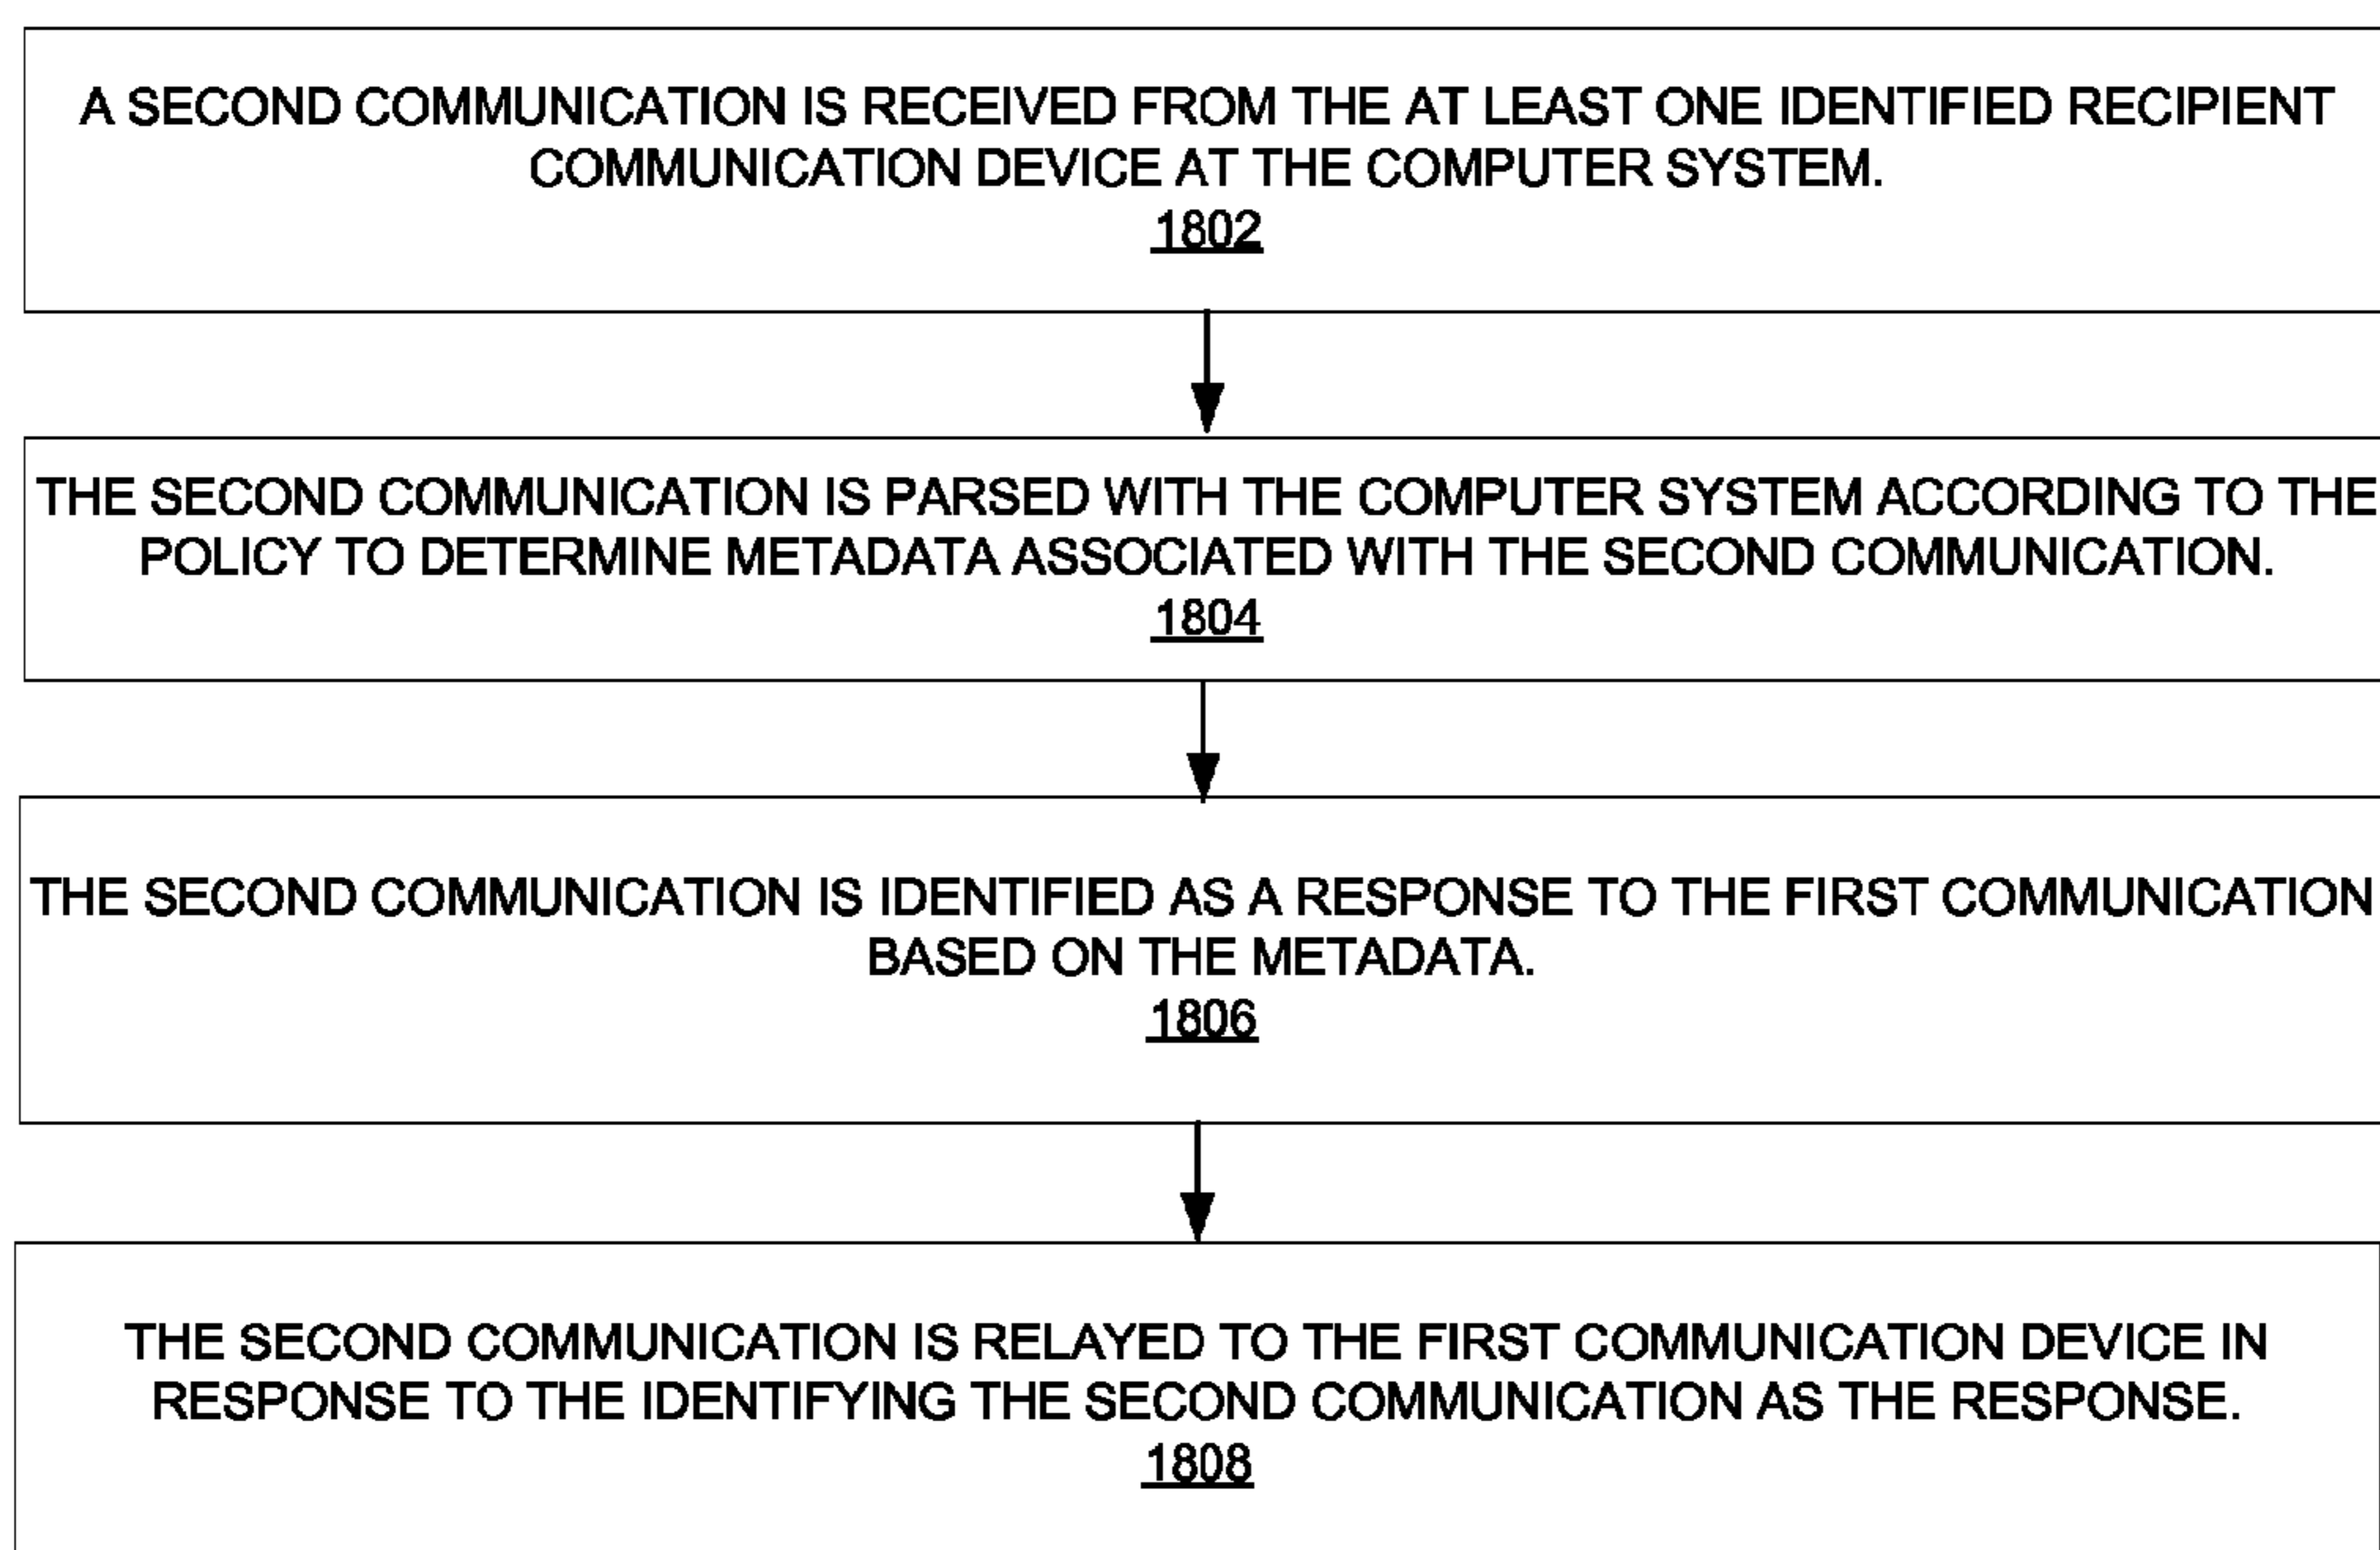 A SECOND COMMUNICATION IS RECEIVED FROM THE AT LEAST ONE IDENTIFIED RECIPIENT
COMMUNICATION DEVICE AT THE COMPUTER SYSTEM.
1802
THE SECOND COMMUNICATION IS PARSED WITH THE COMPUTER SYSTEM ACCORDING TO THE
POLICY TO DETERMINE METADATA ASSOCIATED WITH THE SECOND COMMUNICATION.
1804
THE SECOND COMMUNICATION IS IDENTIFIED AS A RESPONSE TO THE FIRST COMMUNICATION
BASED ON THE METADATA.
1806
THE SECOND COMMUNICATION IS RELAYED TO THE FIRST COMMUNICATION DEVICE IN
RESPONSE TO THE IDENTIFYING THE SECOND COMMUNICATION AS THE RESPONSE.
1808